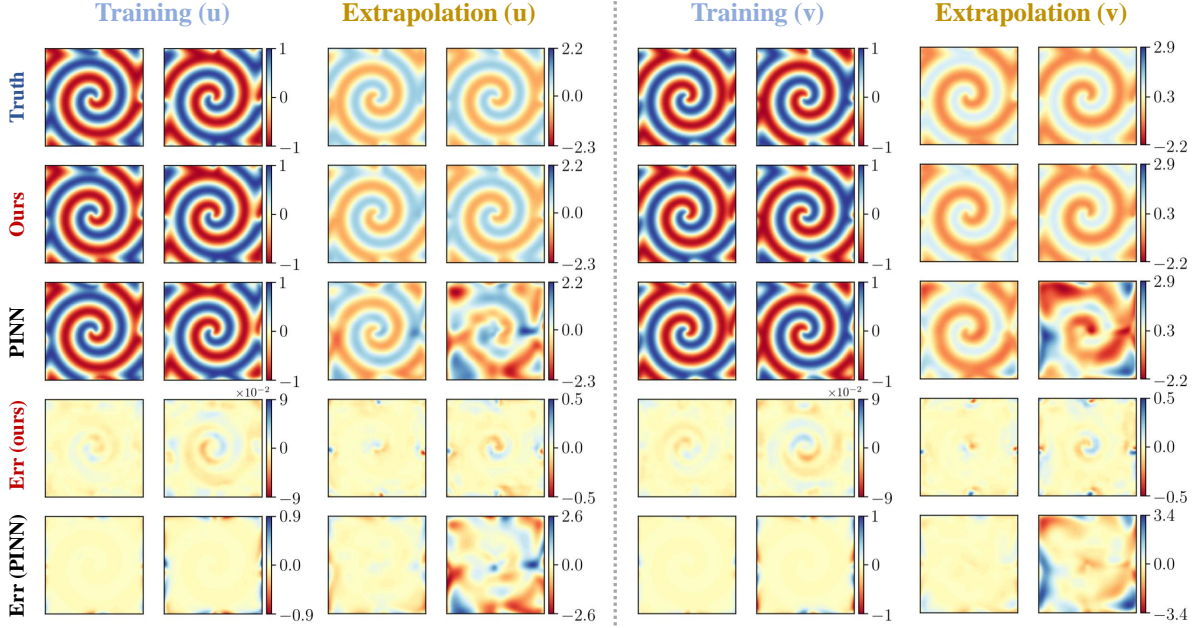 Training (u) Extrapolation (u) Training (v) Extrapolation (v)
Truth
1 2.2 1 2.9
0 0.0 0 0.3
−1 −2.3 −1 −2.2
Ours
1 2.2 1 2.9
0 0.0 0 0.3
−1 −2.3 −1 −2.2
PINN
1 2.2 1 2.9
0 0.0 0 0.3
−1 −2.3 −1 −2.2
Err (ours)
×10⁻² ×10⁻²
9 0.5 9 0.5
0 0.0 0 0.0
−9 −0.5 −9 −0.5
Err (PINN)
0.9 2.6 1 3.4
0.0 0.0 0 0.0
−0.9 −2.6 −1 −3.4